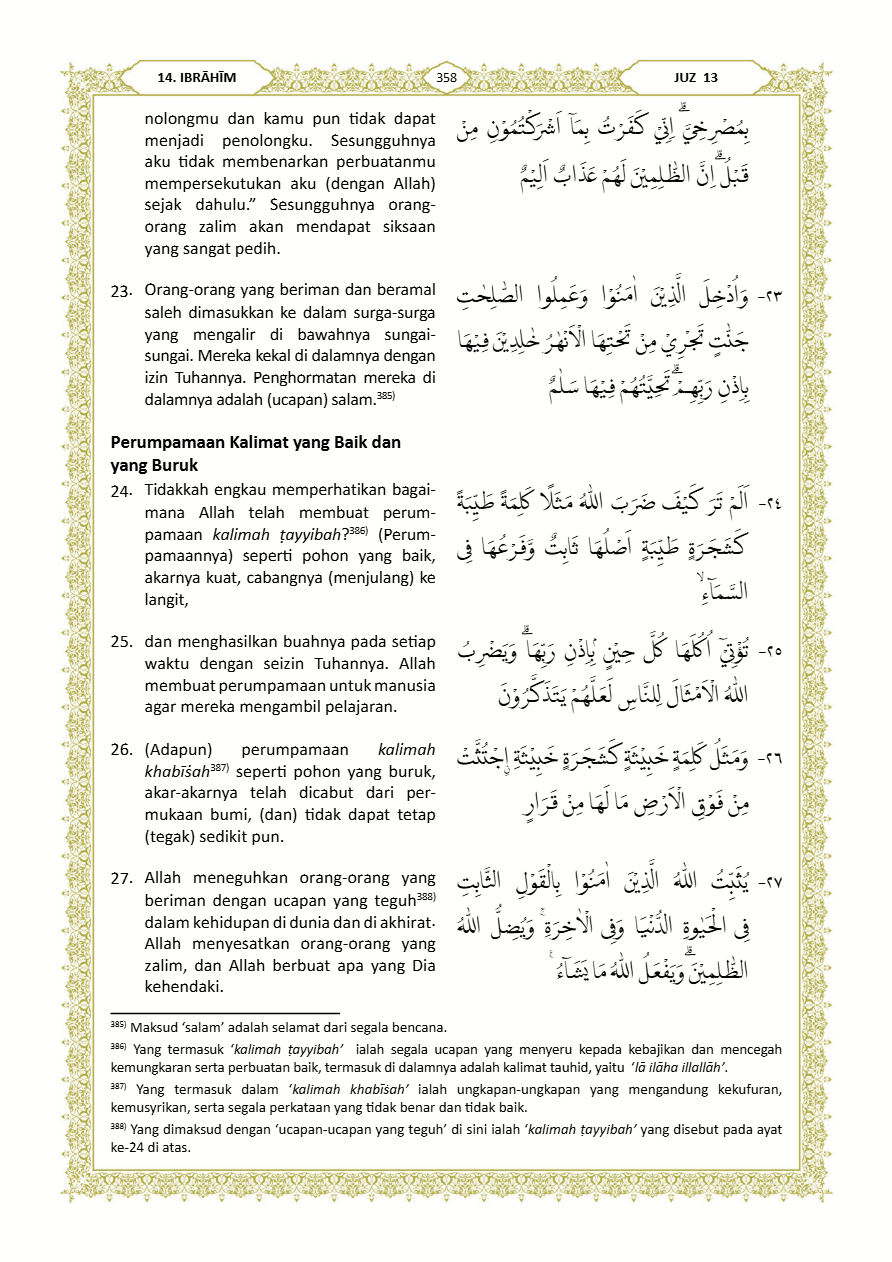 14. IBRĀHĪM
358
JUZ 13
nolongmu dan kamu pun tidak dapat
menjadi penolongku. Sesungguhnya
aku tidak membenarkan perbuatanmu
mempersekutukan aku (dengan Allah)
sejak dahulu.” Sesungguhnya orang-
orang zalim akan mendapat siksaan
yang sangat pedih.
بِمُصْرِخِيَّۗ اِنِّيْ كَفَرْتُ بِمَآ اَشْرَكْتُمُوْنِ مِنْ
قَبْلُۗ اِنَّ الظّٰلِمِيْنَ لَهُمْ عَذَابٌ اَلِيْمٌ
23. Orang-orang yang beriman dan beramal
saleh dimasukkan ke dalam surga-surga
yang mengalir di bawahnya sungai-
sungai. Mereka kekal di dalamnya dengan
izin Tuhannya. Penghormatan mereka di
dalamnya adalah (ucapan) salam.³⁸⁵⁾
٢٣- وَاُدْخِلَ الَّذِيْنَ اٰمَنُوْا وَعَمِلُوا الصّٰلِحٰتِ
جَنّٰتٍ تَجْرِيْ مِنْ تَحْتِهَا الْاَنْهٰرُ خٰلِدِيْنَ فِيْهَا
بِاِذْنِ رَبِّهِمْۗ تَحِيَّتُهُمْ فِيْهَا سَلٰمٌ
Perumpamaan Kalimat yang Baik dan
yang Buruk
24. Tidakkah engkau memperhatikan bagai-
mana Allah telah membuat perum-
pamaan kalimah ṭayyibah?³⁸⁶⁾ (Perum-
pamaannya) seperti pohon yang baik,
akarnya kuat, cabangnya (menjulang) ke
langit,
٢٤- اَلَمْ تَرَ كَيْفَ ضَرَبَ اللّٰهُ مَثَلًا كَلِمَةً طَيِّبَةً
كَشَجَرَةٍ طَيِّبَةٍ اَصْلُهَا ثَابِتٌ وَّفَرْعُهَا فِى
السَّمَآءِۙ
25. dan menghasilkan buahnya pada setiap
waktu dengan seizin Tuhannya. Allah
membuat perumpamaan untuk manusia
agar mereka mengambil pelajaran.
٢٥- تُؤْتِيْٓ اُكُلَهَا كُلَّ حِيْنٍۢ بِاِذْنِ رَبِّهَاۗ وَيَضْرِبُ
اللّٰهُ الْاَمْثَالَ لِلنَّاسِ لَعَلَّهُمْ يَتَذَكَّرُوْنَ
26. (Adapun) perumpamaan kalimah
khabīṡah³⁸⁷⁾ seperti pohon yang buruk,
akar-akarnya telah dicabut dari per-
mukaan bumi, (dan) tidak dapat tetap
(tegak) sedikit pun.
٢٦- وَمَثَلُ كَلِمَةٍ خَبِيْثَةٍ كَشَجَرَةٍ خَبِيْثَةِ ِۨاجْتُثَّتْ
مِنْ فَوْقِ الْاَرْضِ مَا لَهَا مِنْ قَرَارٍ
27. Allah meneguhkan orang-orang yang
beriman dengan ucapan yang teguh³⁸⁸⁾
dalam kehidupan di dunia dan di akhirat.
Allah menyesatkan orang-orang yang
zalim, dan Allah berbuat apa yang Dia
kehendaki.
٢٧- يُثَبِّتُ اللّٰهُ الَّذِيْنَ اٰمَنُوْا بِالْقَوْلِ الثَّابِتِ
فِى الْحَيٰوةِ الدُّنْيَا وَفِى الْاٰخِرَةِۚ وَيُضِلُّ اللّٰهُ
الظّٰلِمِيْنَۗ وَيَفْعَلُ اللّٰهُ مَا يَشَآءُۚ
³⁸⁵⁾ Maksud ‘salam’ adalah selamat dari segala bencana.
³⁸⁶⁾ Yang termasuk ‘kalimah ṭayyibah’ ialah segala ucapan yang menyeru kepada kebajikan dan mencegah
kemungkaran serta perbuatan baik, termasuk di dalamnya adalah kalimat tauhid, yaitu ‘lā ilāha illallāh’.
³⁸⁷⁾ Yang termasuk dalam ‘kalimah khabīsah’ ialah ungkapan-ungkapan yang mengandung kekufuran,
kemusyrikan, serta segala perkataan yang tidak benar dan tidak baik.
³⁸⁸⁾ Yang dimaksud dengan ‘ucapan-ucapan yang teguh’ di sini ialah ‘kalimah ṭayyibah’ yang disebut pada ayat
ke-24 di atas.